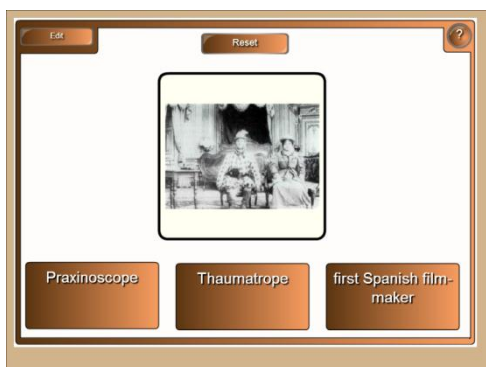 Edit
Reset
?
Praxinoscope
Thaumatrope
first Spanish film-
maker